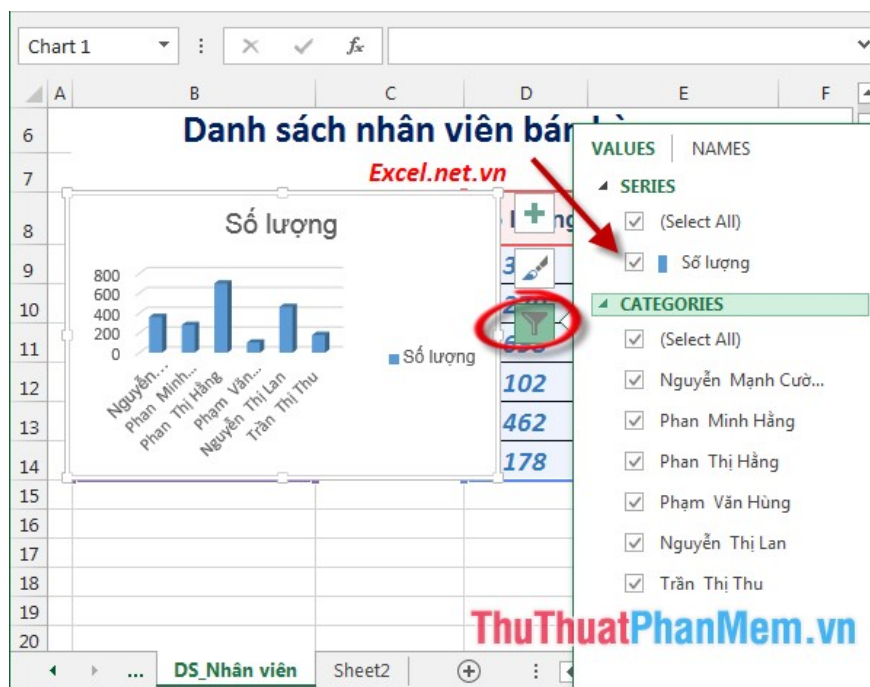 Chart 1
fx
A B C D E F
6 Danh sách nhân viên bán
7 Excel.net.vn
8
9
10
11
12 102
13 462
14 178
15
16
17
18
19
20
Số lượng
800
600
400
200
0
Nguyễn...
Phan Minh...
Phan Thị Hằng
Phạm Văn...
Nguyễn Thị Lan
Trần Thị Thu
Số lượng
VALUES NAMES
SERIES
(Select All)
Số lượng
CATEGORIES
(Select All)
Nguyễn Mạnh Cườ...
Phan Minh Hằng
Phan Thị Hằng
Phạm Văn Hùng
Nguyễn Thị Lan
Trần Thị Thu
ThuThuatPhanMem.vn
... DS_Nhân viên Sheet2